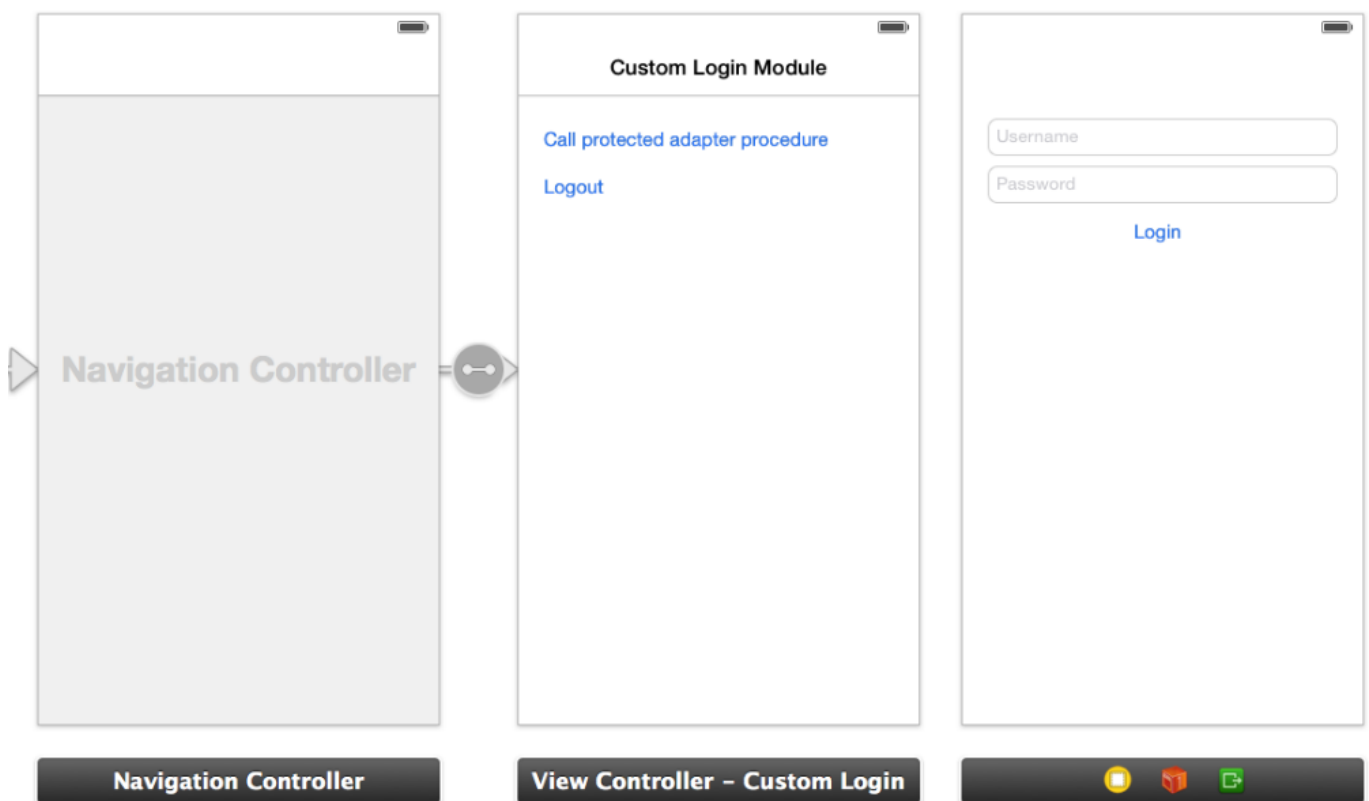 Navigation Controller
Navigation Controller
Custom Login Module
Call protected adapter procedure
Logout
View Controller – Custom Login
Username
Password
Login